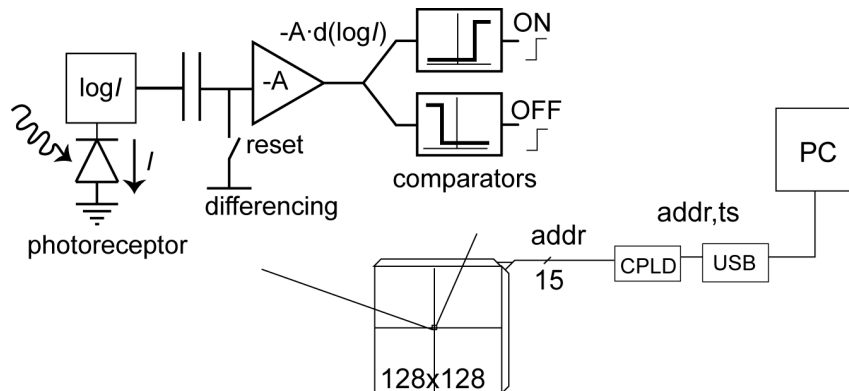 -A·d(logI)
ON
logI
-A
OFF
reset
I
comparators
differencing
photoreceptor
PC
addr,ts
addr
15
CPLD
USB
128x128